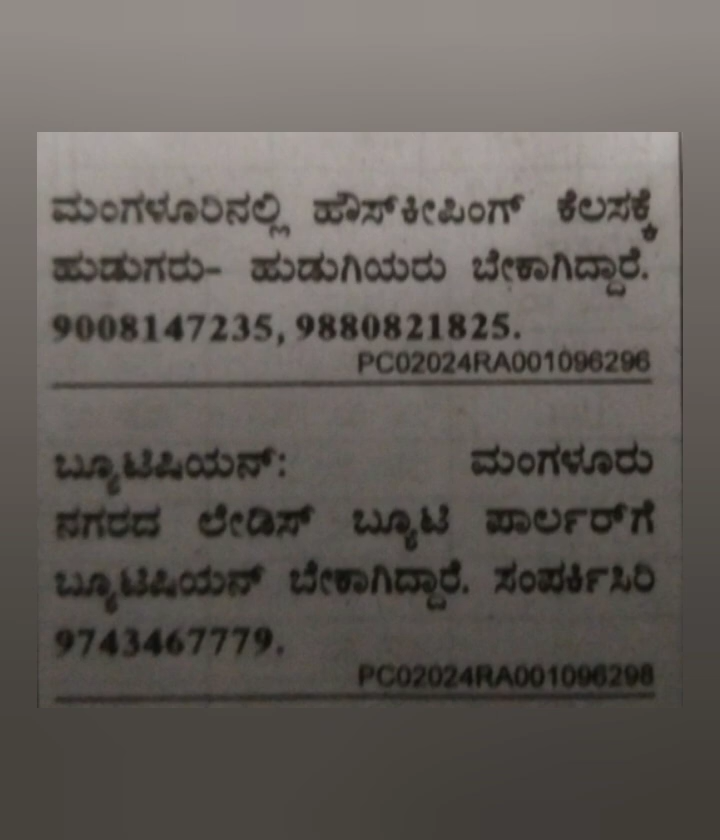 ಮಂಗಳೂರಿನಲ್ಲಿ ಹೌಸ್‌ಕೀಪಿಂಗ್ ಕೆಲಸಕ್ಕೆ
ಹುಡುಗರು- ಹುಡುಗಿಯರು ಬೇಕಾಗಿದ್ದಾರೆ.
9008147235, 9880821825.
PC02024RA001096296
ಬ್ಯೂಟಿಷಿಯನ್: ಮಂಗಳೂರು
ನಗರದ ಲೇಡಿಸ್ ಬ್ಯೂಟಿ ಪಾರ್ಲರ್‌ಗೆ
ಬ್ಯೂಟಿಷಿಯನ್ ಬೇಕಾಗಿದ್ದಾರೆ. ಸಂಪರ್ಕಿಸಿರಿ
9743467779.
PC02024RA001096298